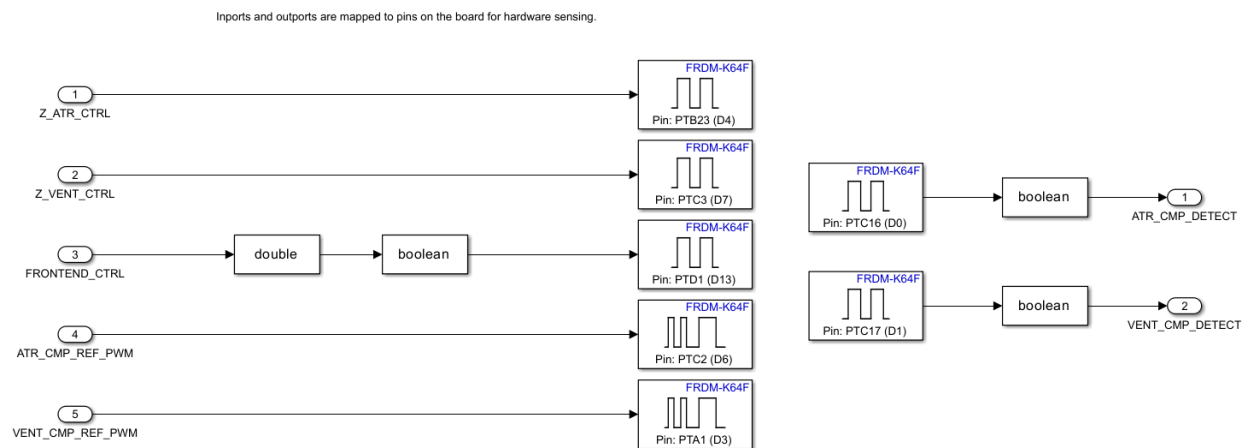 Inports and outports are mapped to pins on the board for hardware sensing.
1
Z_ATR_CTRL
FRDM-K64F
Pin: PTB23 (D4)
2
Z_VENT_CTRL
FRDM-K64F
Pin: PTC3 (D7)
3
FRONTEND_CTRL
double
boolean
FRDM-K64F
Pin: PTD1 (D13)
4
ATR_CMP_REF_PWM
FRDM-K64F
Pin: PTC2 (D6)
5
VENT_CMP_REF_PWM
FRDM-K64F
Pin: PTA1 (D3)
FRDM-K64F
Pin: PTC16 (D0)
boolean
1
ATR_CMP_DETECT
FRDM-K64F
Pin: PTC17 (D1)
boolean
2
VENT_CMP_DETECT